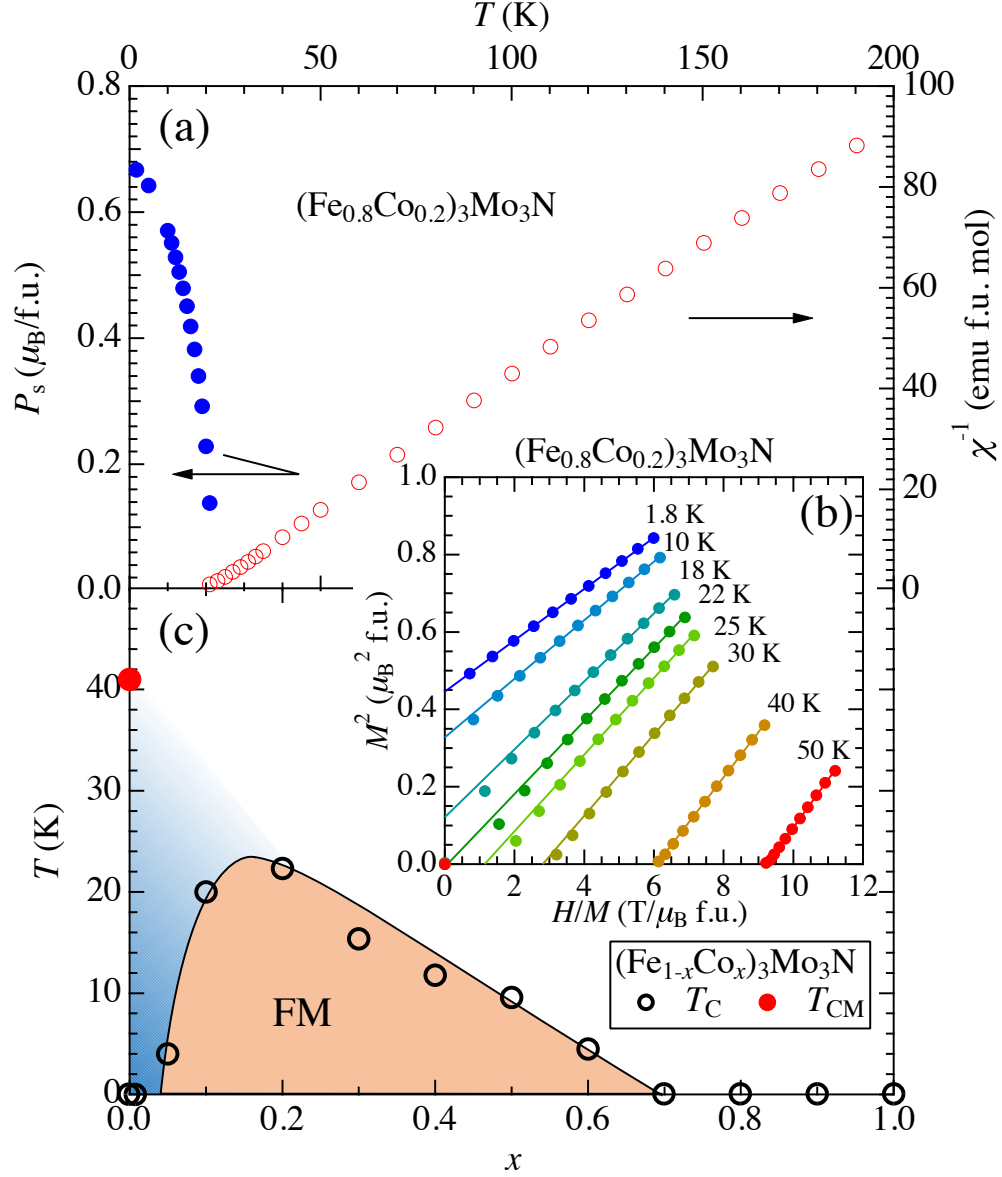 T (K)
0 50 100 150 200
(a)
(Fe0.8Co0.2)3Mo3N
Ps (μB/f.u.)
0.8
0.6
0.4
0.2
0.0
χ-1 (emu f.u. mol)
100
80
60
40
20
0
(Fe0.8Co0.2)3Mo3N
(b)
M2 (μB2 f.u.)
1.0
0.8
0.6
0.4
0.2
0.0
1.8 K
10 K
18 K
22 K
25 K
30 K
40 K
50 K
0 2 4 6 8 10 12
H/M (T/μB f.u.)
(c)
T (K)
40
30
20
10
0
FM
(Fe1-xCox)3Mo3N
TC TCM
0.0 0.2 0.4 0.6 0.8 1.0
x